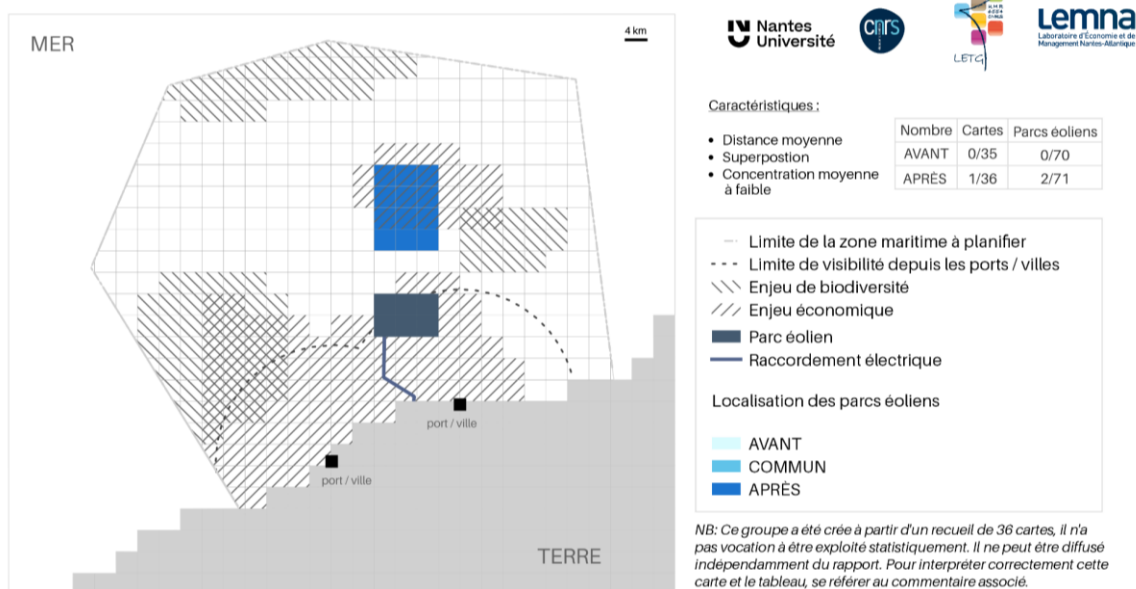 MER
4 km
Nantes
Université
cnrs
LETG
Lemna
Laboratoire d'Économie et de
Management Nantes-Atlantique
Caractéristiques :
• Distance moyenne
• Superpostion
• Concentration moyenne
à faible
Nombre Cartes Parcs éoliens
AVANT 0/35 0/70
APRÈS 1/36 2/71
Limite de la zone maritime à planifier
Limite de visibilité depuis les ports / villes
Enjeu de biodiversité
Enjeu économique
Parc éolien
Raccordement électrique
Localisation des parcs éoliens
AVANT
COMMUN
APRÈS
port / ville
port / ville
TERRE
NB: Ce groupe a été crée à partir d'un recueil de 36 cartes, il n'a
pas vocation à être exploité statistiquement. Il ne peut être diffusé
indépendamment du rapport. Pour interpréter correctement cette
carte et le tableau, se référer au commentaire associé.